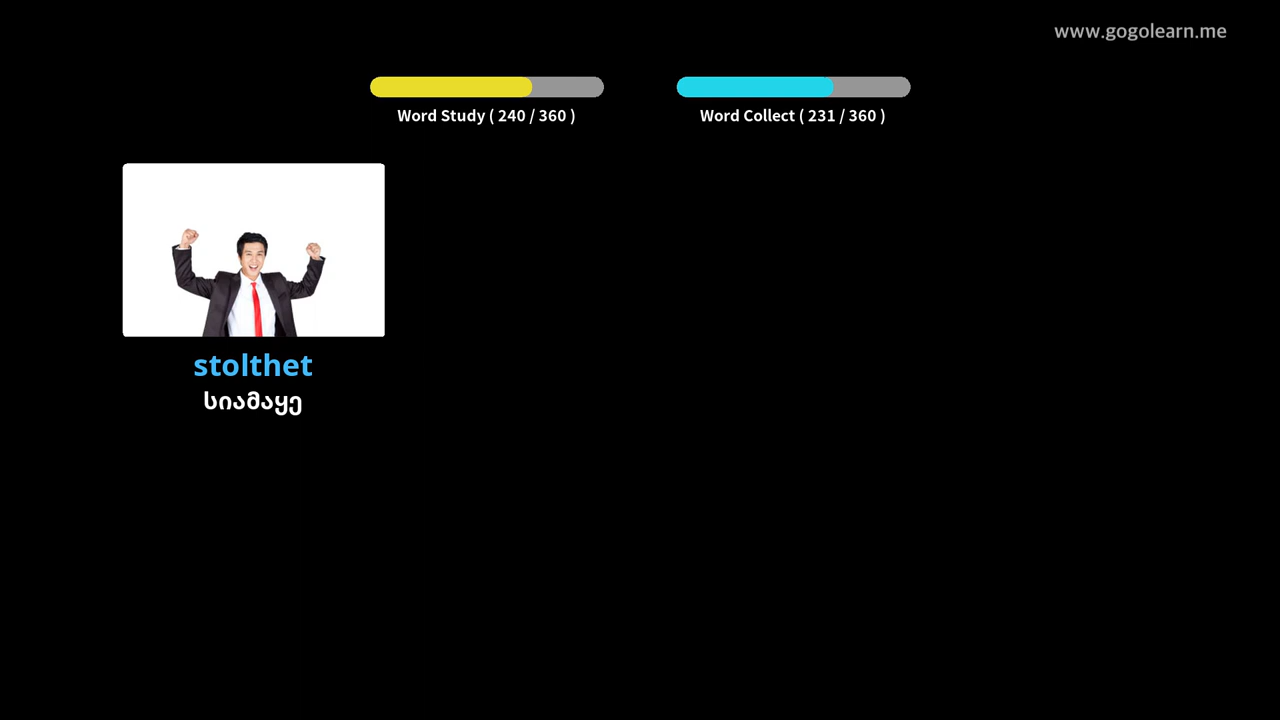 www.gogolearn.me
Word Study ( 240 / 360 )
Word Collect ( 231 / 360 )
stolthet
სიამაყე